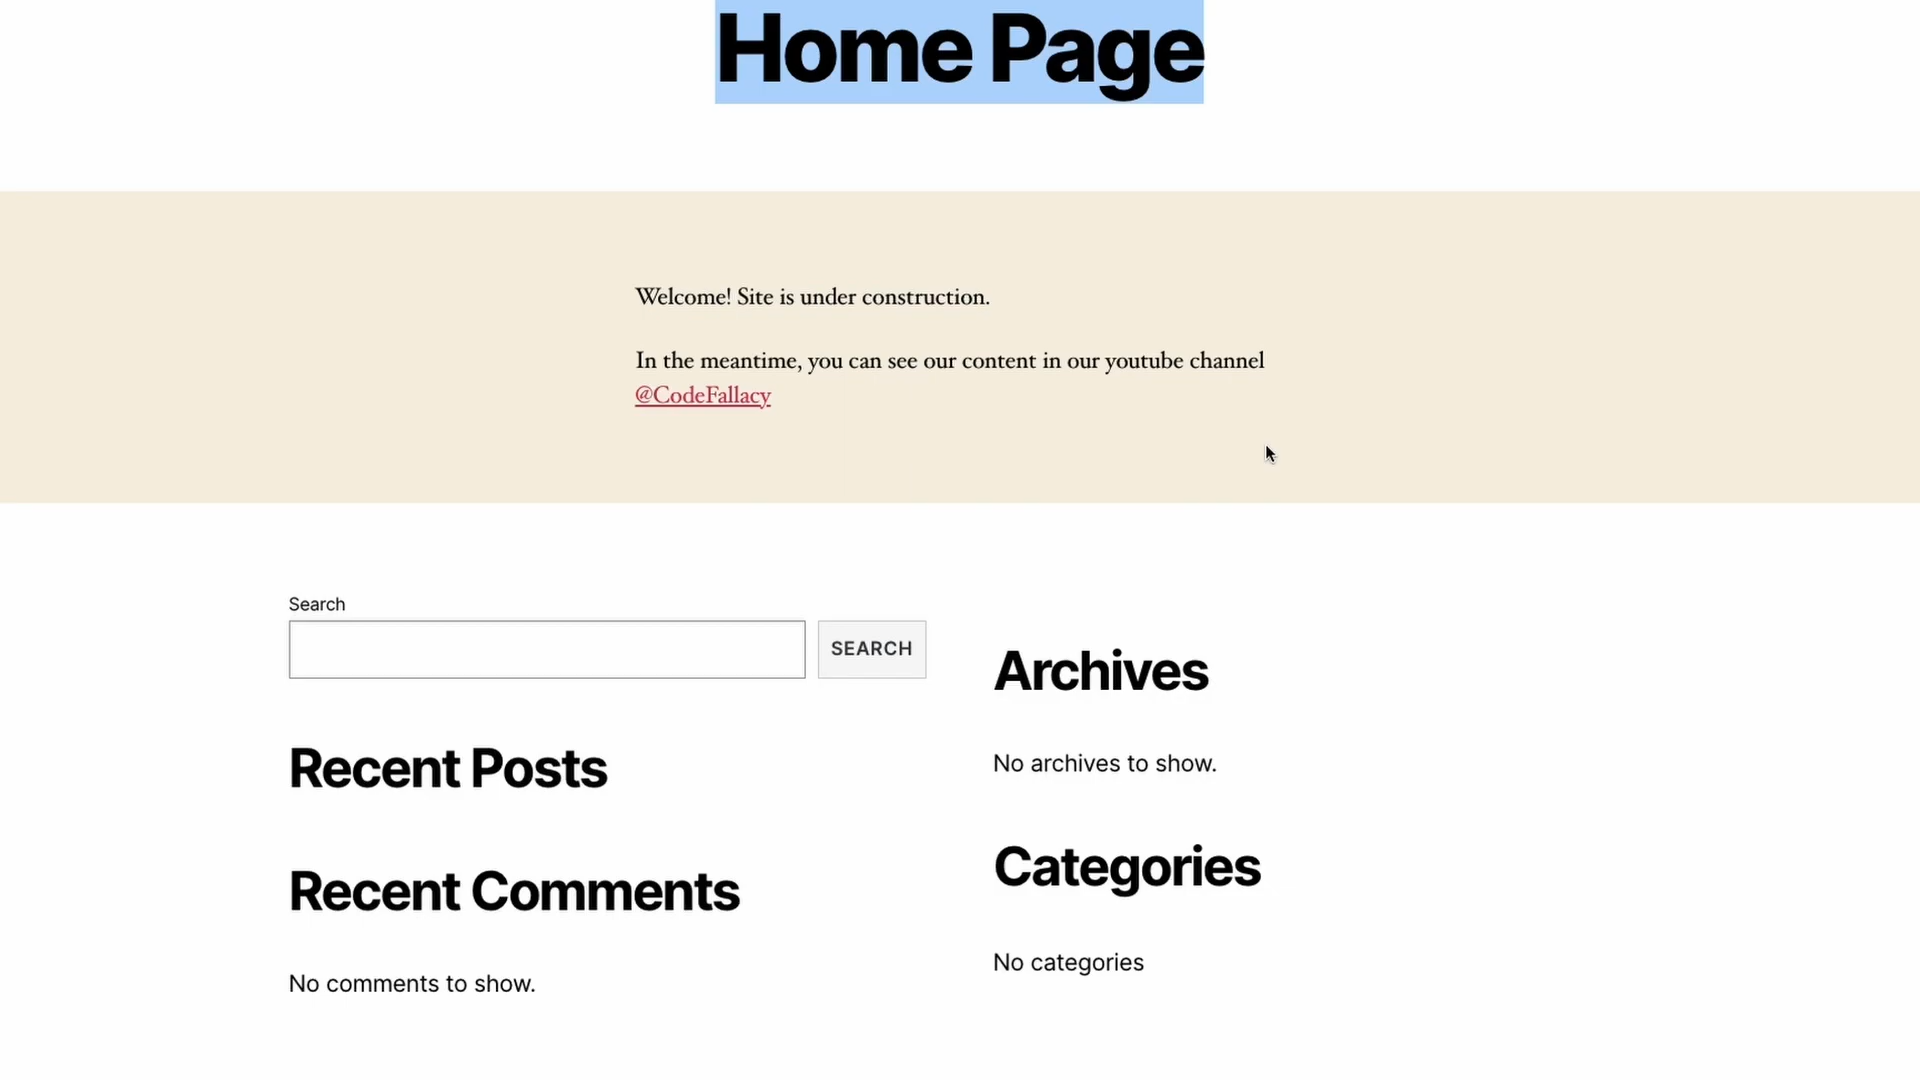 Home Page
Welcome! Site is under construction.
In the meantime, you can see our content in our youtube channel
@CodeFallacy
Search
SEARCH
Recent Posts
Recent Comments
No comments to show.
Archives
No archives to show.
Categories
No categories